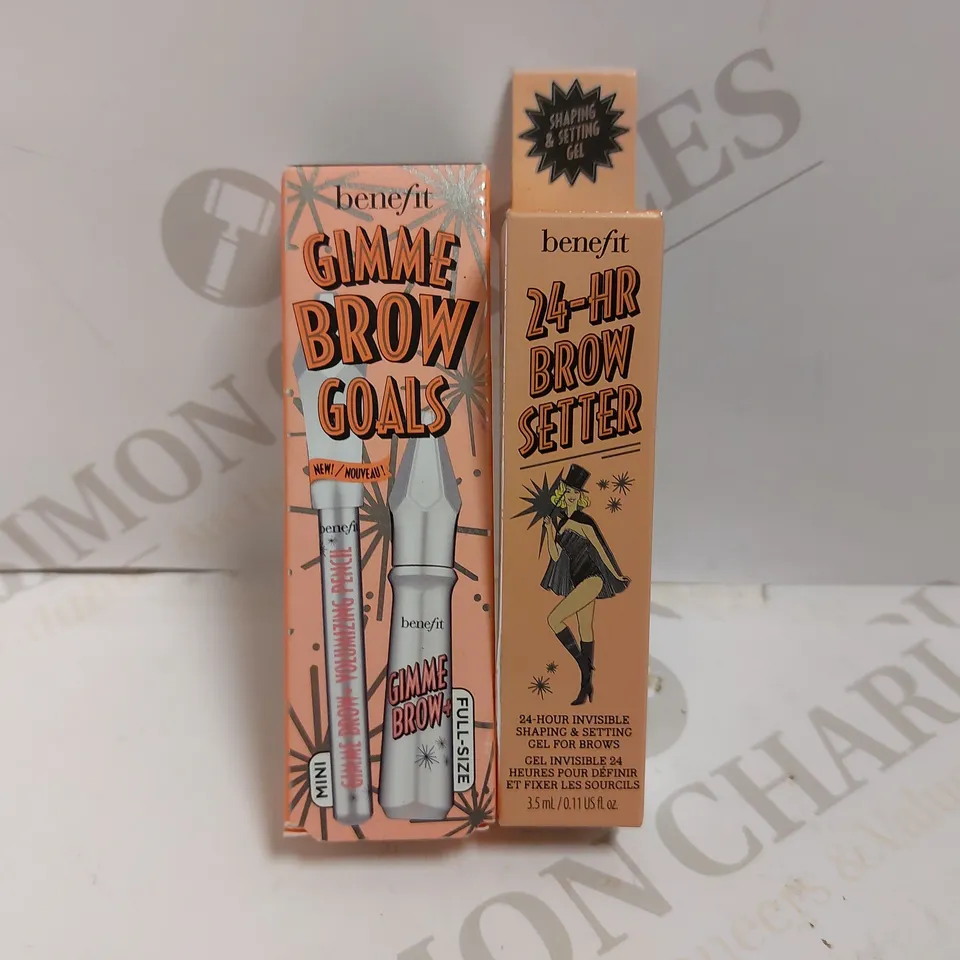 benefit
GIMME
BROW
GOALS
NEW! / NOUVEAU!
benefit
GIMME BROW+ VOLUMIZING PENCIL
MINI
benefit
GIMME
BROW+
FULL-SIZE
SHAPING
& SETTING
GEL
benefit
24-HR
BROW
SETTER
24-HOUR INVISIBLE
SHAPING & SETTING
GEL FOR BROWS
GEL INVISIBLE 24
HEURES POUR DÉFINIR
ET FIXER LES SOURCILS
3.5 mL / 0.11 US fl. oz.